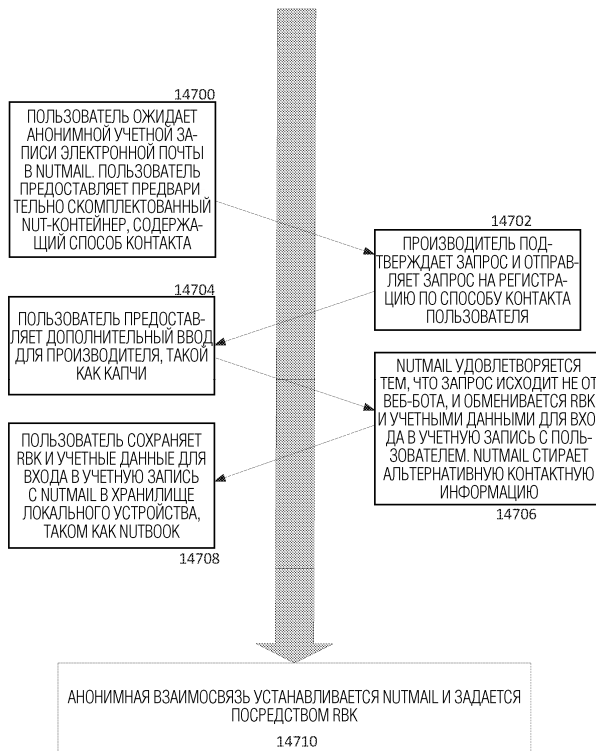 14700
ПОЛЬЗОВАТЕЛЬ ОЖИДАЕТ
АНОНИМНОЙ УЧЕТНОЙ ЗА-
ПИСИ ЭЛЕКТРОННОЙ ПОЧТЫ
В NUTMAIL. ПОЛЬЗОВАТЕЛЬ
ПРЕДОСТАВЛЯЕТ ПРЕДВАРИ
ТЕЛЬНО СКОМПЛЕКТОВАННЫЙ
NUT-КОНТЕЙНЕР, СОДЕРЖА-
ЩИЙ СПОСОБ КОНТАКТА
14702
ПРОИЗВОДИТЕЛЬ ПОД-
ТВЕРЖДАЕТ ЗАПРОС И ОТПРАВ-
ЛЯЕТ ЗАПРОС НА РЕГИСТРА-
ЦИЮ ПО СПОСОБУ КОНТАКТА
ПОЛЬЗОВАТЕЛЯ
14704
ПОЛЬЗОВАТЕЛЬ ПРЕДОСТАВ-
ЛЯЕТ ДОПОЛНИТЕЛЬНЫЙ ВВОД
ДЛЯ ПРОИЗВОДИТЕЛЯ, ТАКОЙ
КАК КАПЧИ
NUTMAIL УДОВЛЕТВОРЯЕТСЯ
ТЕМ, ЧТО ЗАПРОС ИСХОДИТ НЕ ОТ
ВЕБ-БОТА, И ОБМЕНИВАЕТСЯ RBK
И УЧЕТНЫМИ ДАННЫМИ ДЛЯ ВХО
ДА В УЧЕТНУЮ ЗАПИСЬ С ПОЛЬ-
ЗОВАТЕЛЕМ. NUTMAIL СТИРАЕТ
АЛЬТЕРНАТИВНУЮ КОНТАКТНУЮ
ИНФОРМАЦИЮ
14706
ПОЛЬЗОВАТЕЛЬ СОХРАНЯЕТ
RBK И УЧЕТНЫЕ ДАННЫЕ ДЛЯ
ВХОДА В УЧЕТНУЮ ЗАПИСЬ
С NUTMAIL В ХРАНИЛИЩЕ
ЛОКАЛЬНОГО УСТРОЙСТВА,
ТАКОМ КАК NUTBOOK
14708
АНОНИМНАЯ ВЗАИМОСВЯЗЬ УСТАНАВЛИВАЕТСЯ NUTMAIL И ЗАДАЕТСЯ
ПОСРЕДСТВОМ RBK
14710